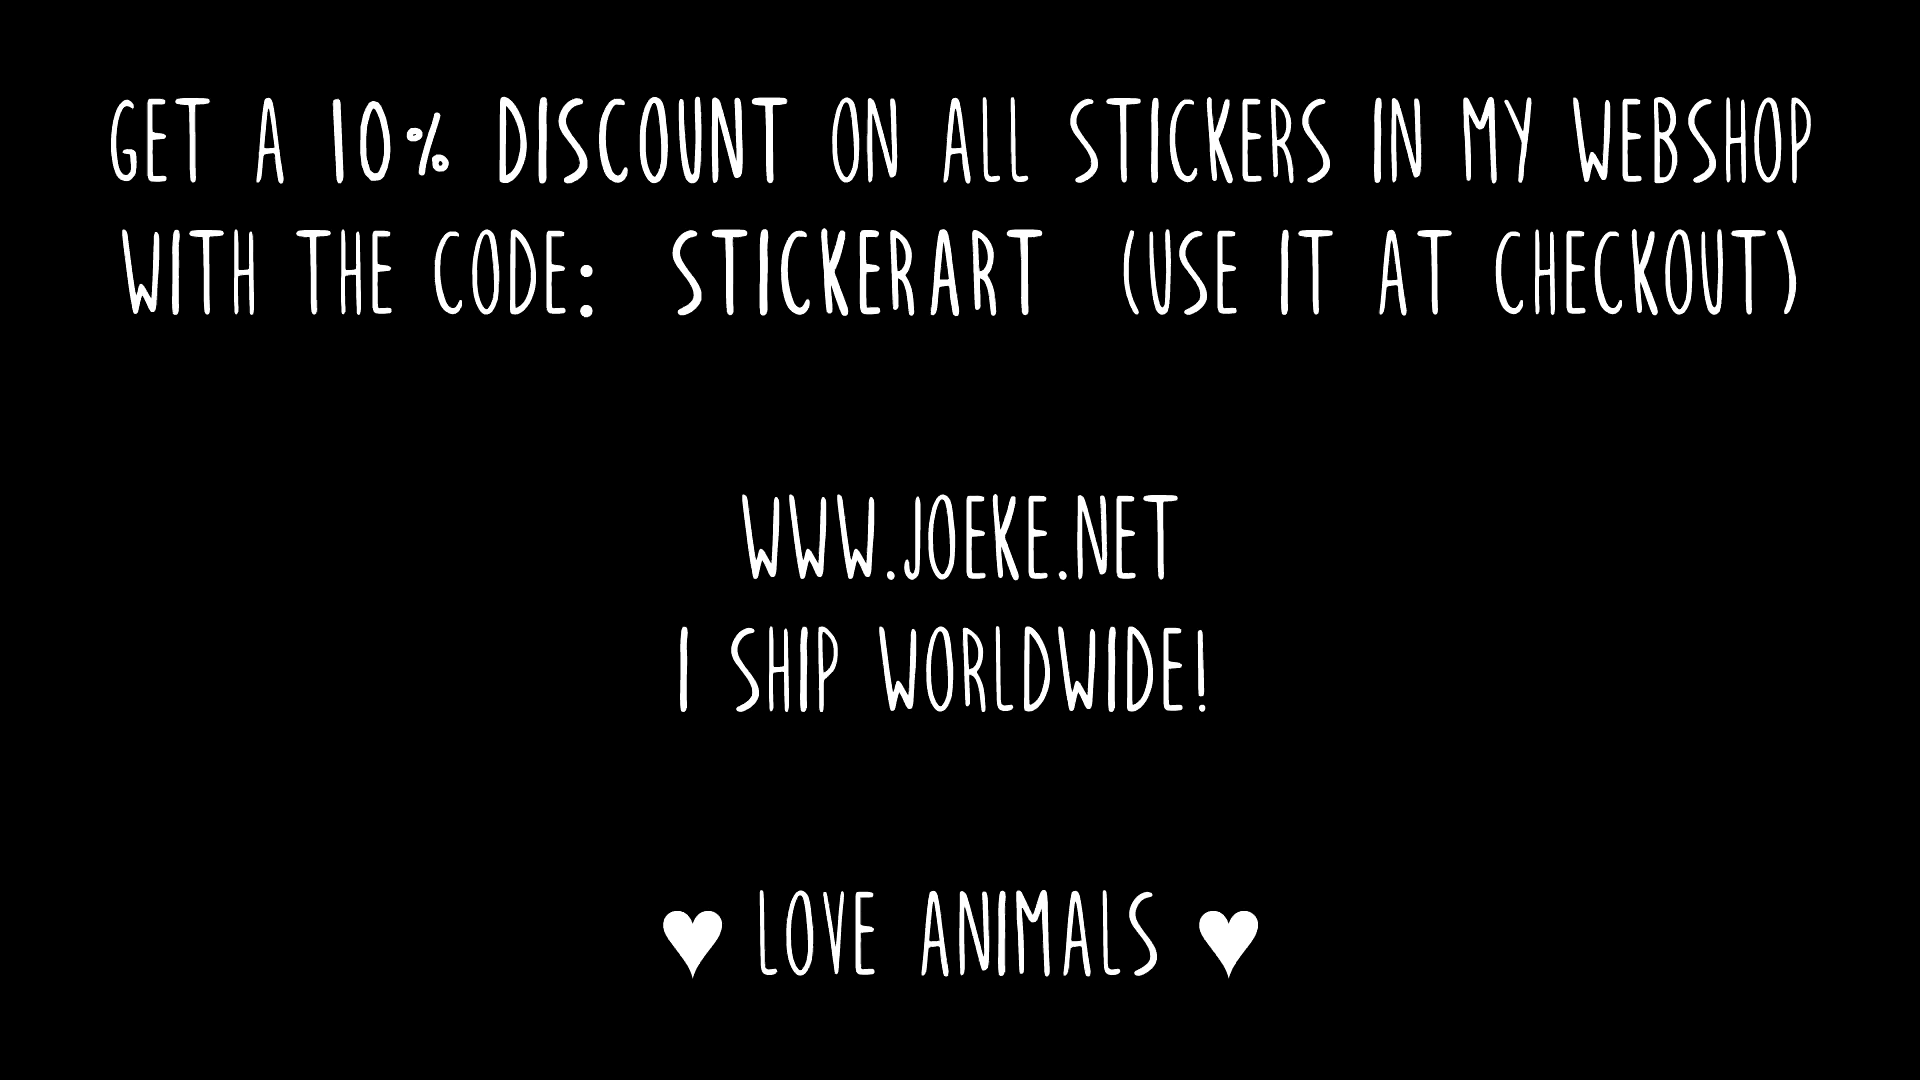 GET A 10% DISCOUNT ON ALL STICKERS IN MY WEBSHOP
WITH THE CODE: STICKERART (USE IT AT CHECKOUT)
WWW.JOEKE.NET
I SHIP WORLDWIDE!
♥ LOVE ANIMALS ♥